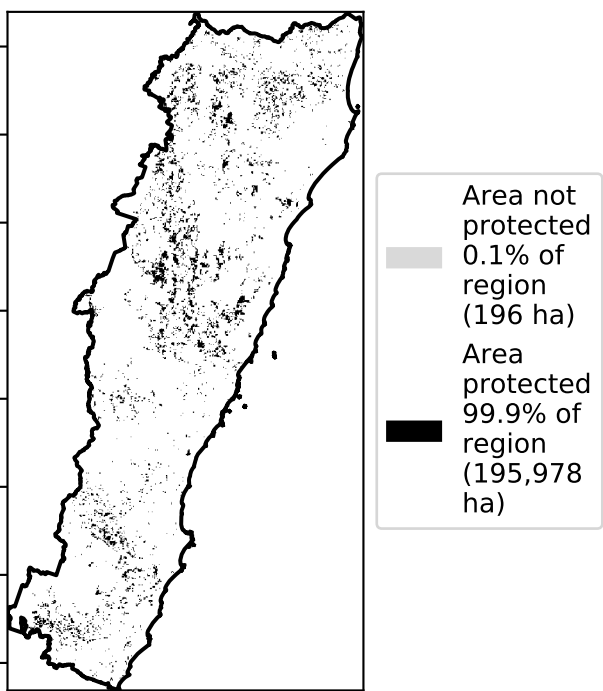 Area not
protected
0.1% of
region
(196 ha)
Area
protected
99.9% of
region
(195,978
ha)